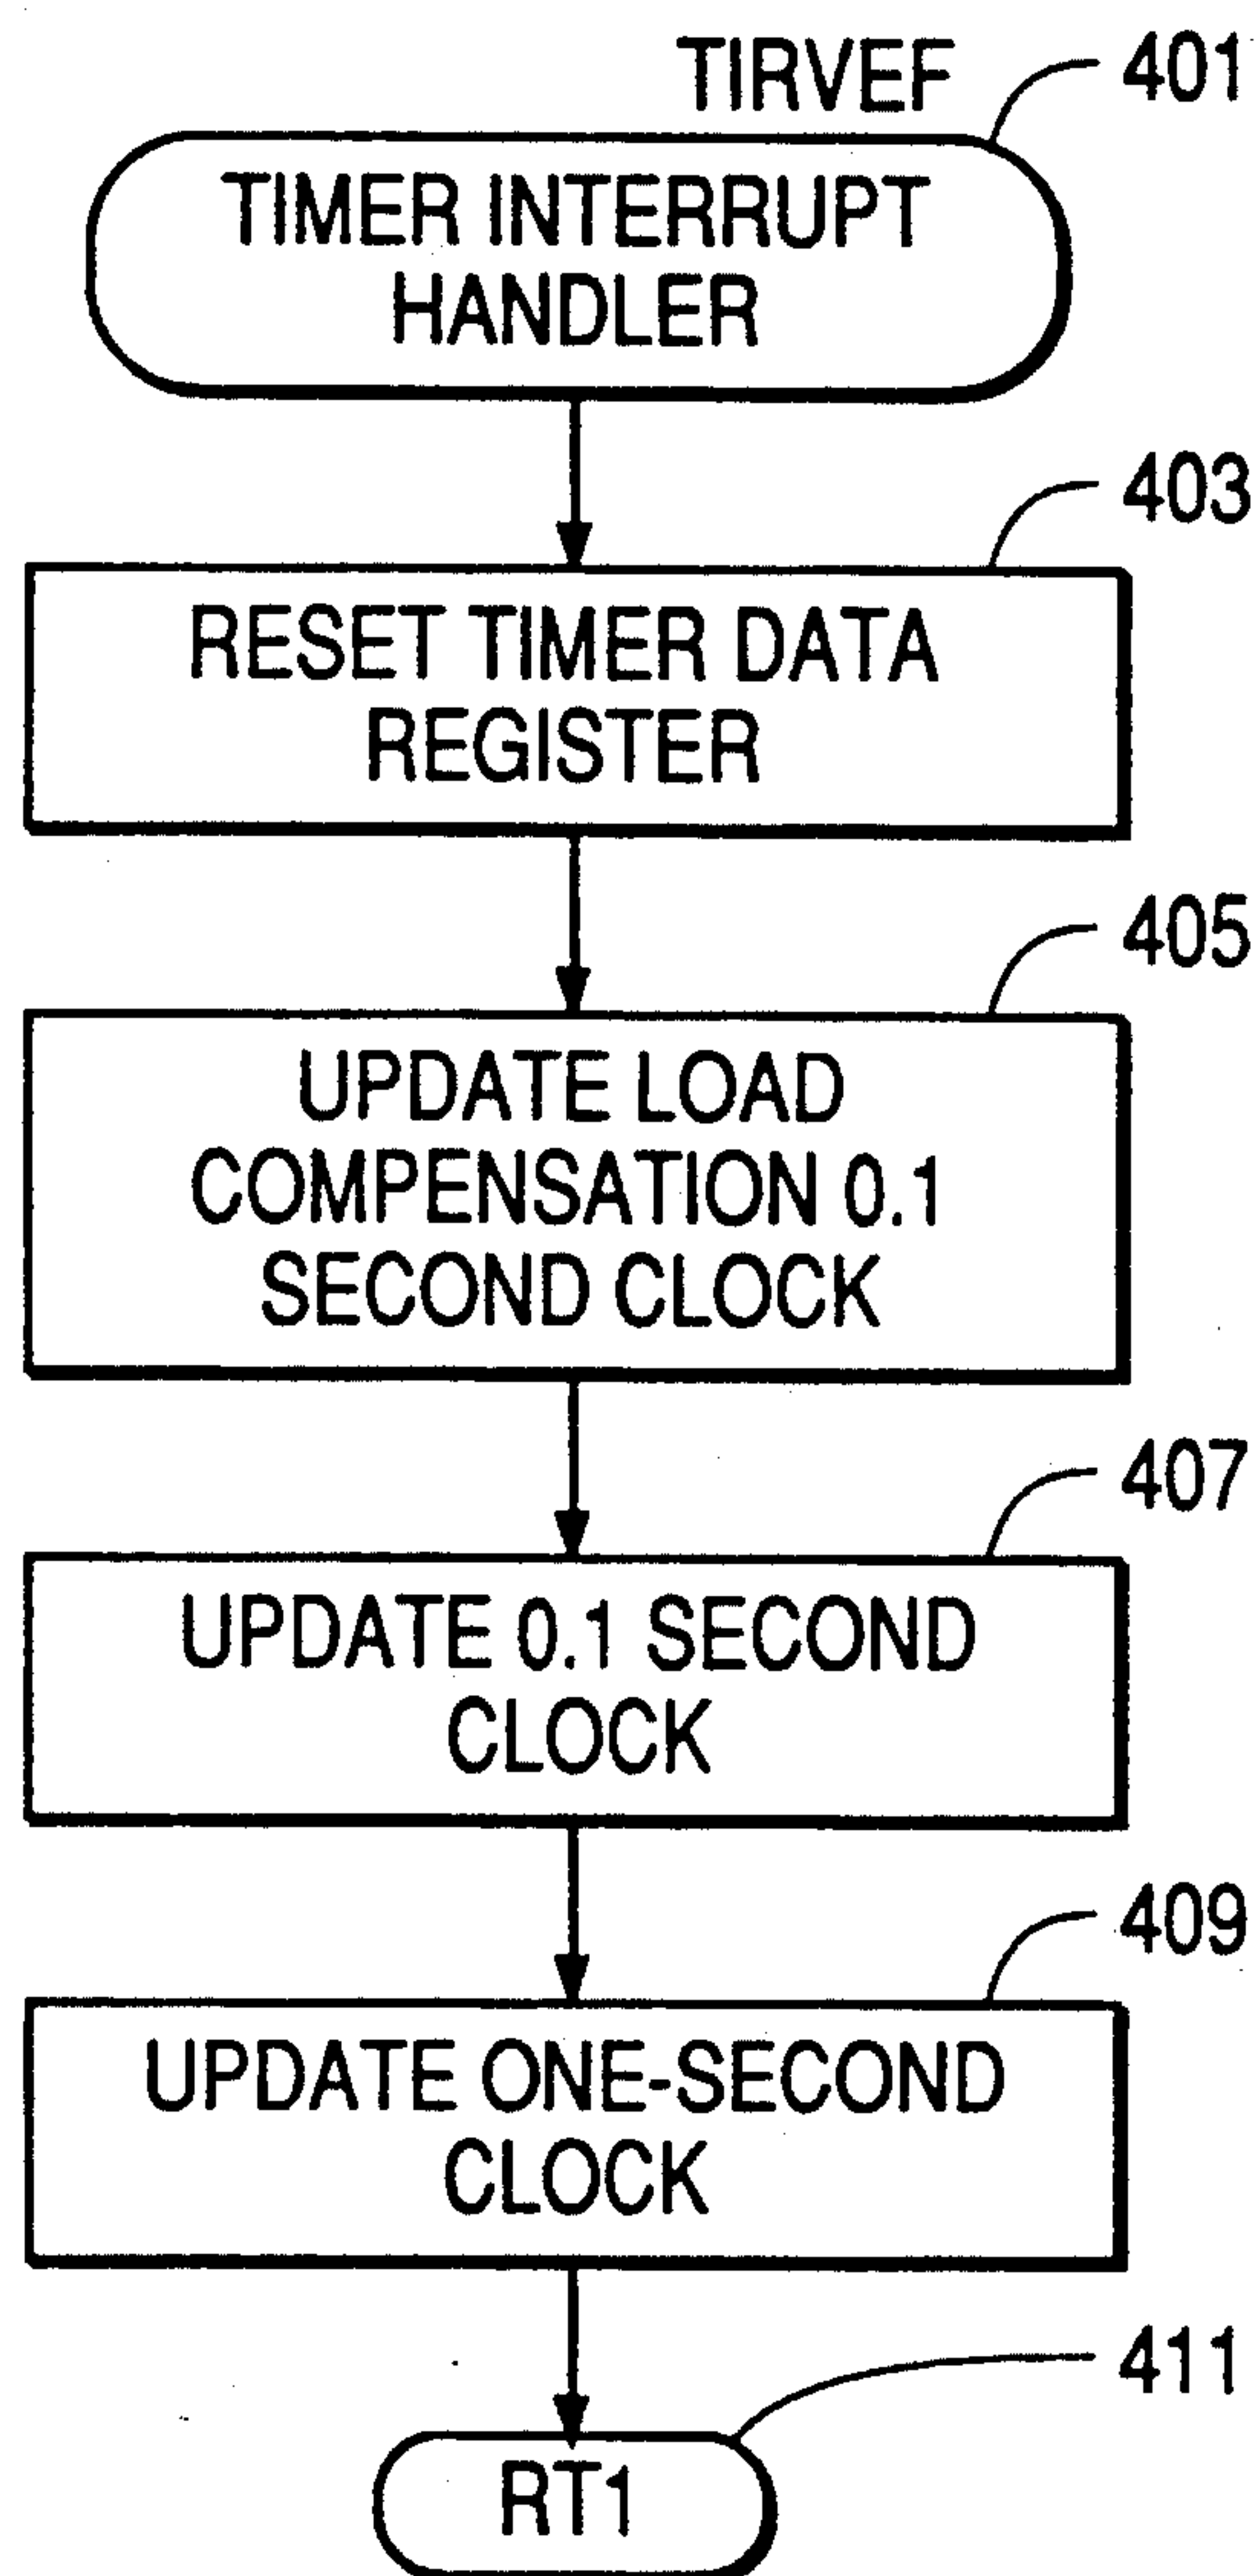 TIRVEF
401
TIMER INTERRUPT
HANDLER
403
RESET TIMER DATA
REGISTER
405
UPDATE LOAD
COMPENSATION 0.1
SECOND CLOCK
407
UPDATE 0.1 SECOND
CLOCK
409
UPDATE ONE-SECOND
CLOCK
411
RT1